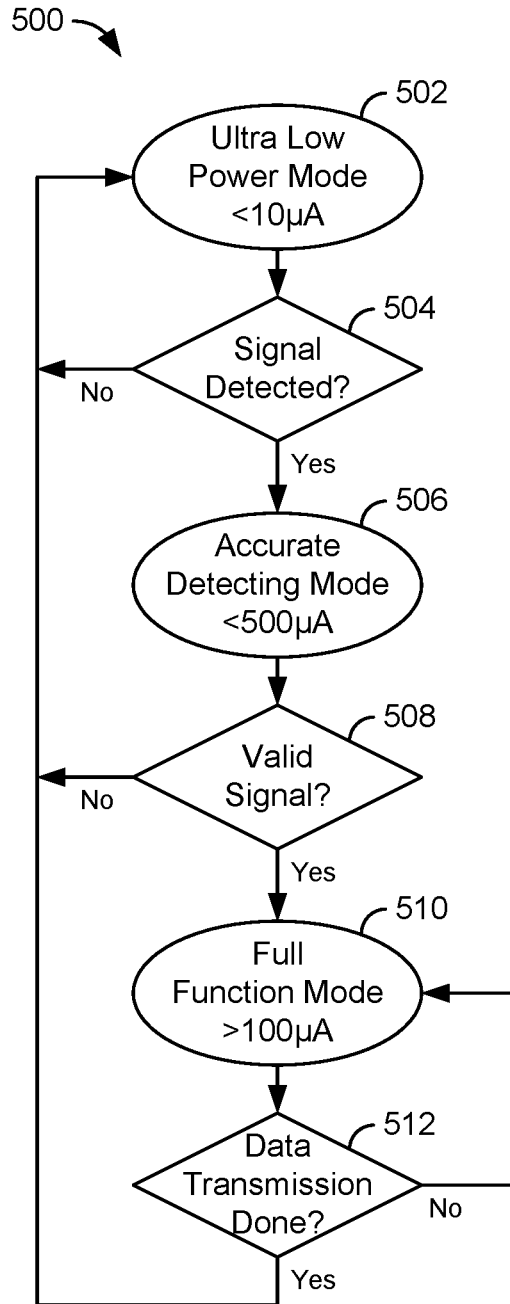 500
502
Ultra Low
Power Mode
<10µA
504
Signal
Detected?
No
Yes
506
Accurate
Detecting Mode
<500µA
508
Valid
Signal?
No
Yes
510
Full
Function Mode
>100µA
512
Data
Transmission
Done?
No
Yes